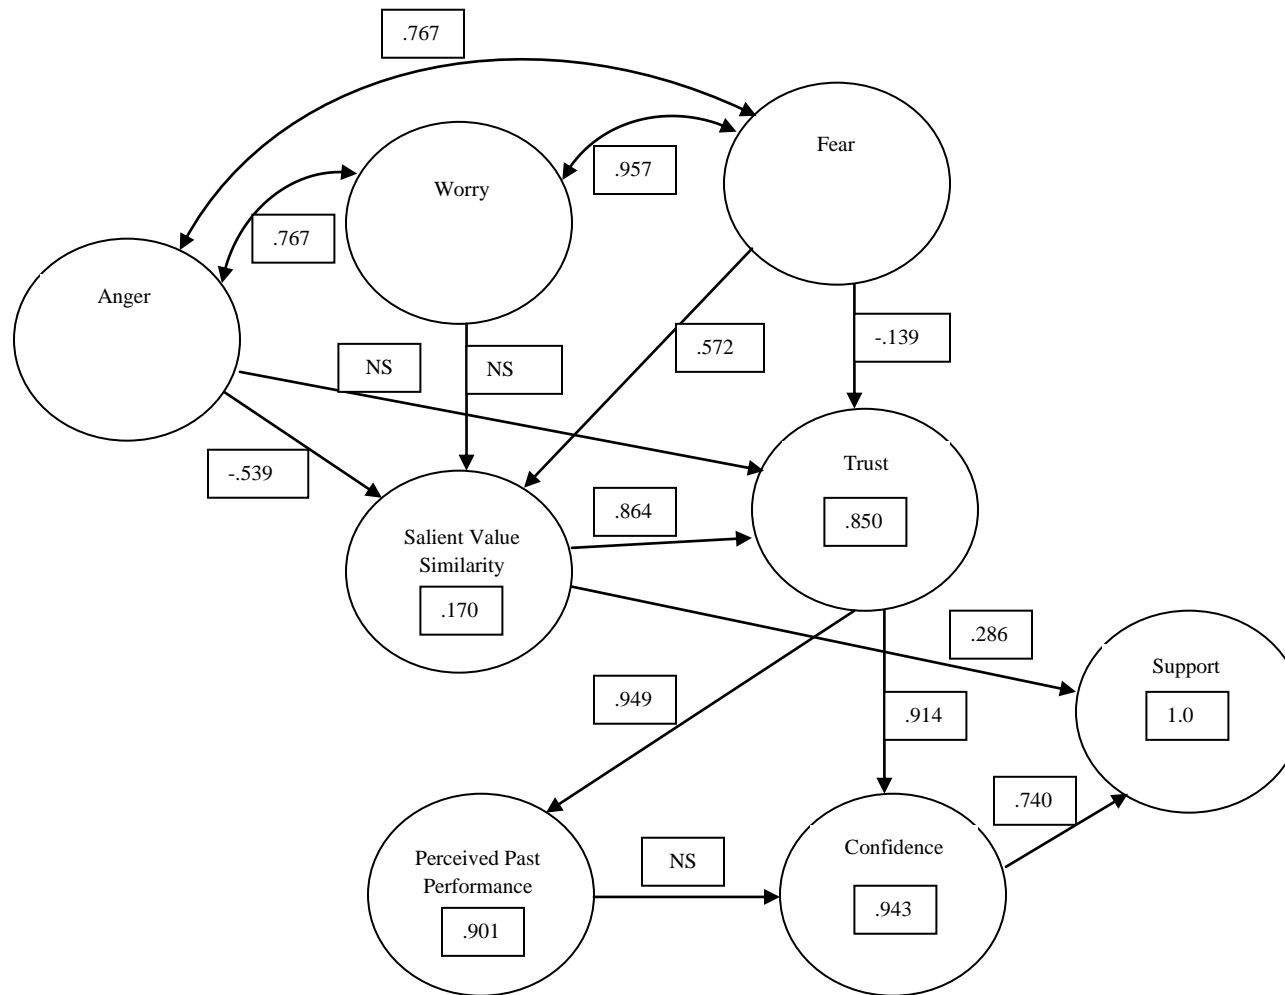 .767
Fear
.957
Worry
.767
Anger
-.139
.572
NS
NS
Trust
-.539
.864
.850
Salient Value
Similarity
.170
.286
Support
.949
.914
1.0
.740
Confidence
Perceived Past
Performance
NS
.943
.901